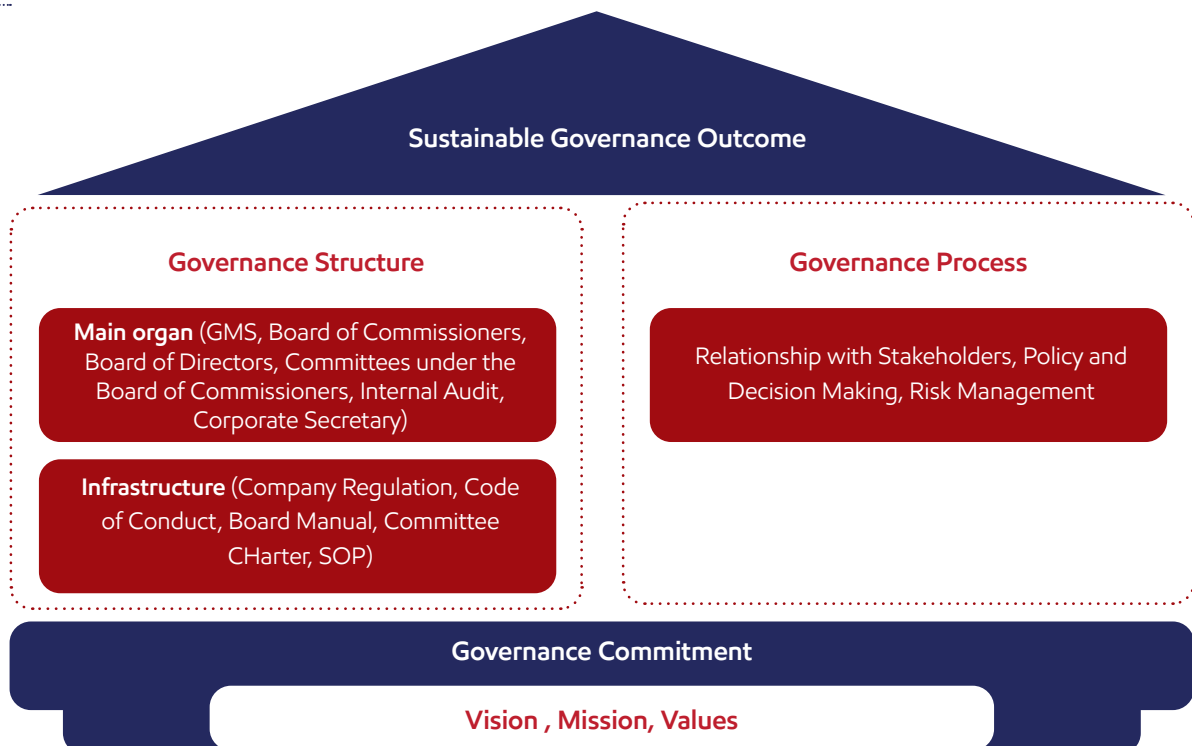 Sustainable Governance Outcome
Governance Structure
Main organ (GMS, Board of Commissioners,
Board of Directors, Committees under the
Board of Commissioners, Internal Audit,
Corporate Secretary)
Infrastructure (Company Regulation, Code
of Conduct, Board Manual, Committee
CHarter, SOP)
Governance Process
Relationship with Stakeholders, Policy and
Decision Making, Risk Management
Governance Commitment
Vision , Mission, Values